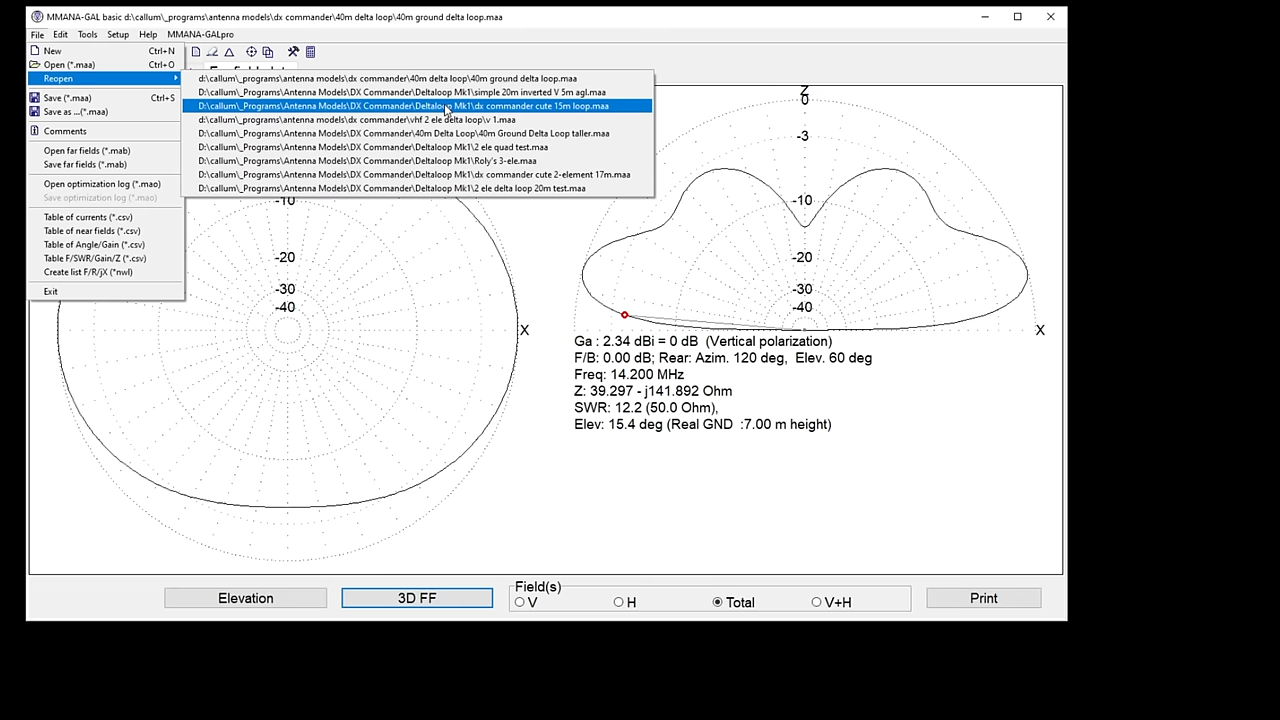 MMANA-GAL basic d:\callum\_programs\antenna models\dx commander\40m delta loop\40m ground delta loop.maa
File Edit Tools Setup Help MMANA-GALpro
New Ctrl+N
Open (*.maa) Ctrl+O
Reopen
Save (*.maa) Ctrl+S
Save as ...(*.maa)
Comments
Open far fields (*.mab)
Save far fields (*.mab)
Open optimization log (*.mao)
Save optimization log (*.mao)
Table of currents (*.csv)
Table of near fields (*.csv)
Table of Angle/Gain (*.csv)
Table F/SWR/Gain/Z (*.csv)
Create list F/R/jX (*nwl)
Exit
d:\callum\_programs\antenna models\dx commander\40m delta loop\40m ground delta loop.maa
D:\callum\_Programs\Antenna Models\DX Commander\Deltaloop Mk1\simple 20m inverted V 5m agl.maa
D:\callum\_Programs\Antenna Models\DX Commander\Deltaloop Mk1\dx commander cute 15m loop.maa
d:\callum\_programs\antenna models\dx commander\vhf 2 ele delta loop\v 1.maa
D:\callum\_Programs\Antenna Models\DX Commander\40m Delta Loop\40m Ground Delta Loop taller.maa
D:\callum\_Programs\Antenna Models\DX Commander\Deltaloop Mk1\2 ele quad test.maa
D:\callum\_Programs\Antenna Models\DX Commander\Deltaloop Mk1\Roly's 3-ele.maa
D:\callum\_Programs\Antenna Models\DX Commander\Deltaloop Mk1\dx commander cute 2-element 17m.maa
D:\callum\_Programs\Antenna Models\DX Commander\Deltaloop Mk1\2 ele delta loop 20m test.maa
-10
-20
-30
-40
X
Z
0
-3
-10
-20
-30
-40
X
Ga : 2.34 dBi = 0 dB (Vertical polarization)
F/B: 0.00 dB; Rear: Azim. 120 deg, Elev. 60 deg
Freq: 14.200 MHz
Z: 39.297 - j141.892 Ohm
SWR: 12.2 (50.0 Ohm),
Elev: 15.4 deg (Real GND :7.00 m height)
Elevation
3D FF
Field(s)
V H Total V+H
Print